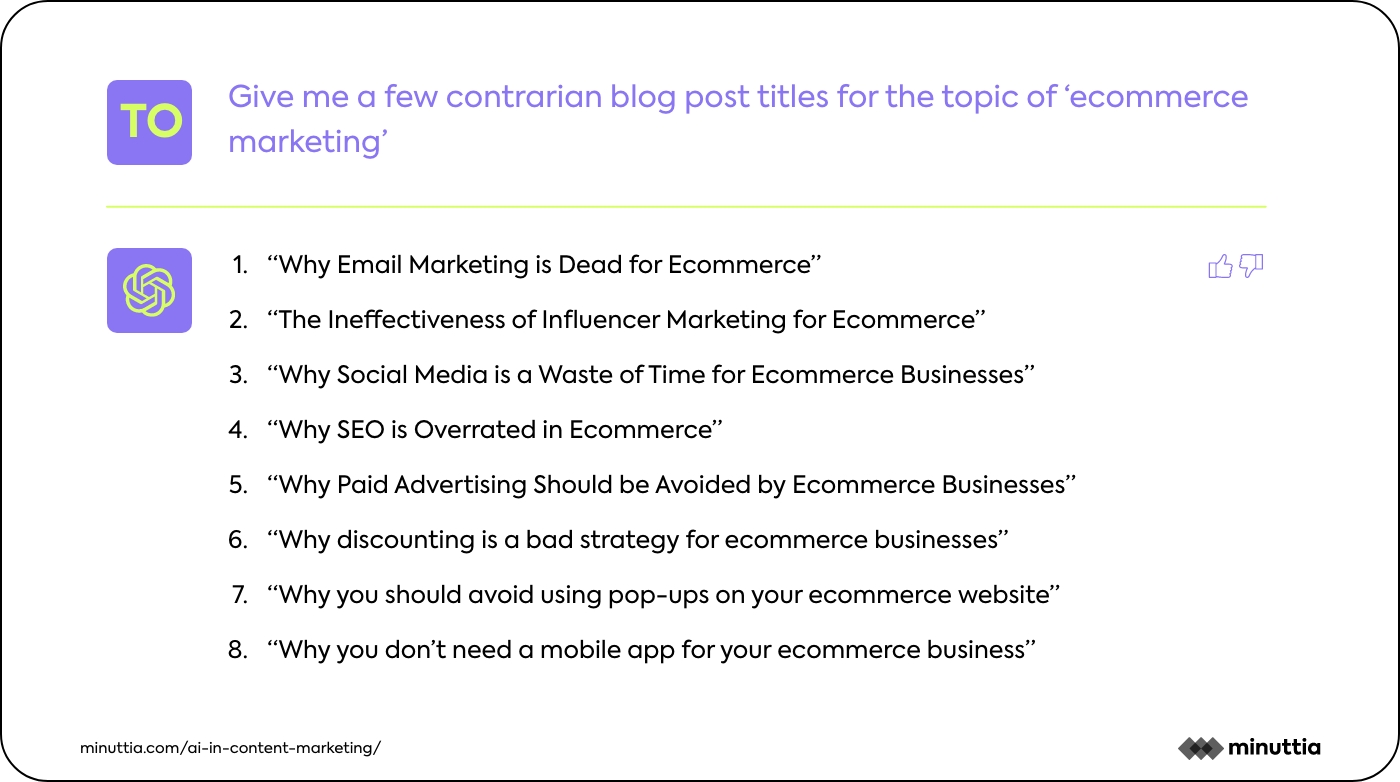 TO
Give me a few contrarian blog post titles for the topic of ‘ecommerce
marketing’
1. “Why Email Marketing is Dead for Ecommerce”
2. “The Ineffectiveness of Influencer Marketing for Ecommerce”
3. “Why Social Media is a Waste of Time for Ecommerce Businesses”
4. “Why SEO is Overrated in Ecommerce”
5. “Why Paid Advertising Should be Avoided by Ecommerce Businesses”
6. “Why discounting is a bad strategy for ecommerce businesses”
7. “Why you should avoid using pop-ups on your ecommerce website”
8. “Why you don’t need a mobile app for your ecommerce business”
minuttia.com/ai-in-content-marketing/
minuttia